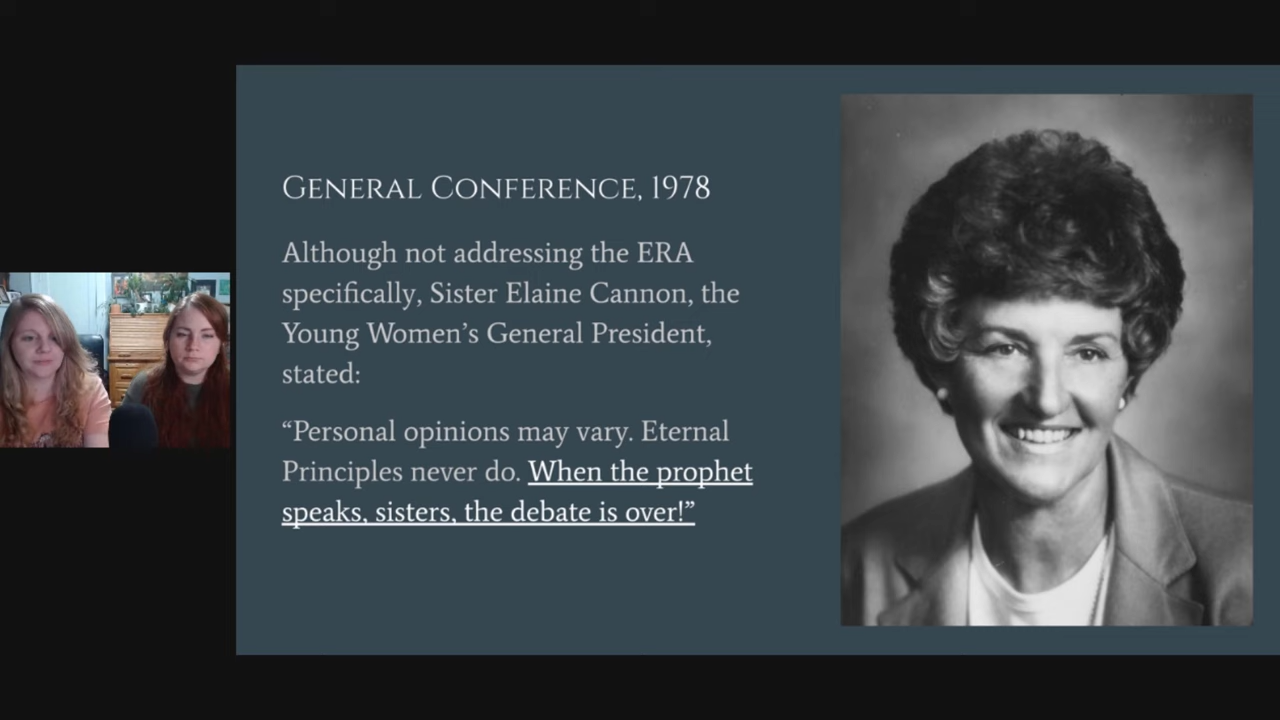 General Conference, 1978
Although not addressing the ERA
specifically, Sister Elaine Cannon, the
Young Women’s General President,
stated:
“Personal opinions may vary. Eternal
Principles never do. When the prophet
speaks, sisters, the debate is over!”